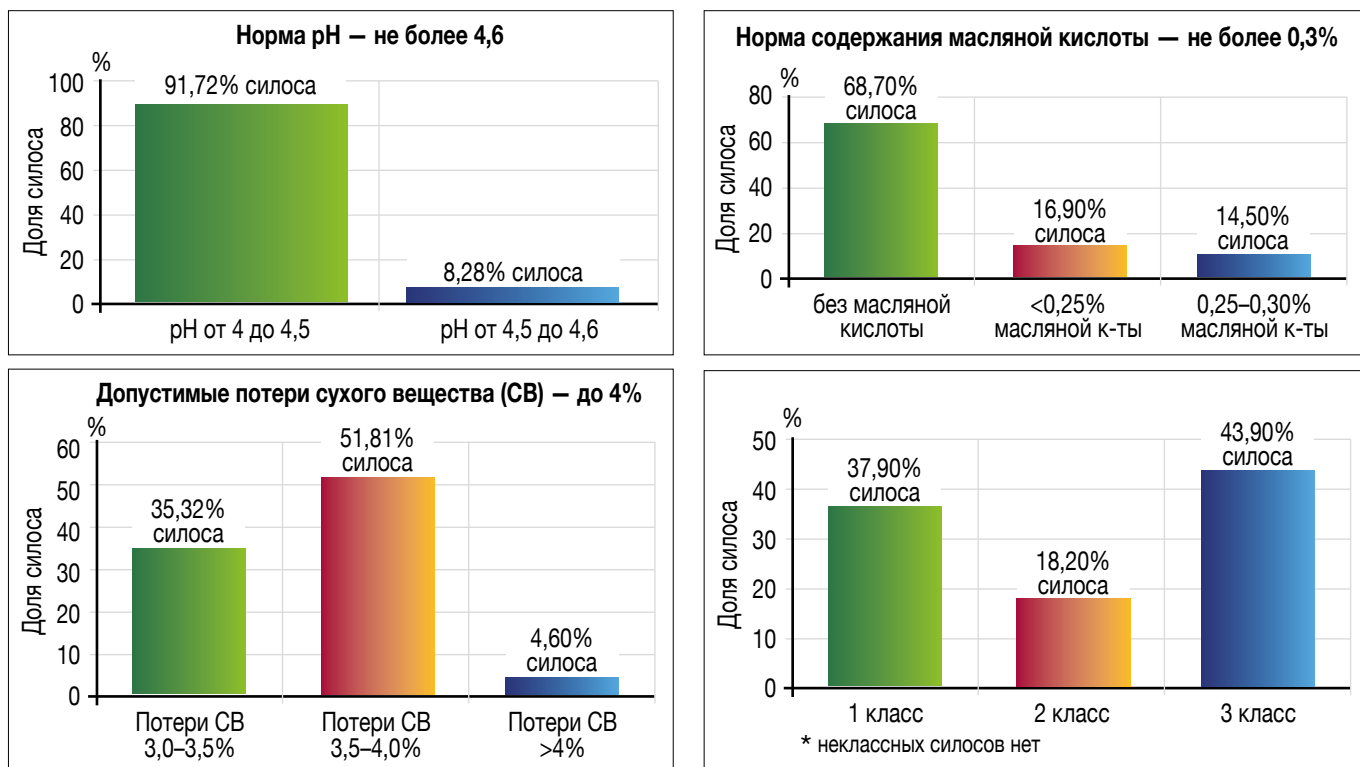 Норма pH — не более 4,6
%
Доля силоса
100
80
60
40
20
0
91,72% силоса
8,28% силоса
pH от 4 до 4,5
pH от 4,5 до 4,6
Норма содержания масляной кислоты — не более 0,3%
%
Доля силоса
80
60
40
20
0
68,70%
силоса
16,90%
силоса
14,50%
силоса
без масляной
кислоты
<0,25%
масляной к-ты
0,25–0,30%
масляной к-ты
Допустимые потери сухого вещества (СВ) — до 4%
%
Доля силоса
60
50
40
30
20
10
0
35,32%
силоса
51,81%
силоса
4,60%
силоса
Потери СВ
3,0–3,5%
Потери СВ
3,5–4,0%
Потери СВ
>4%
%
Доля силоса
50
40
30
20
10
0
37,90%
силоса
18,20%
силоса
43,90%
силоса
1 класс
2 класс
3 класс
* неклассных силосов нет